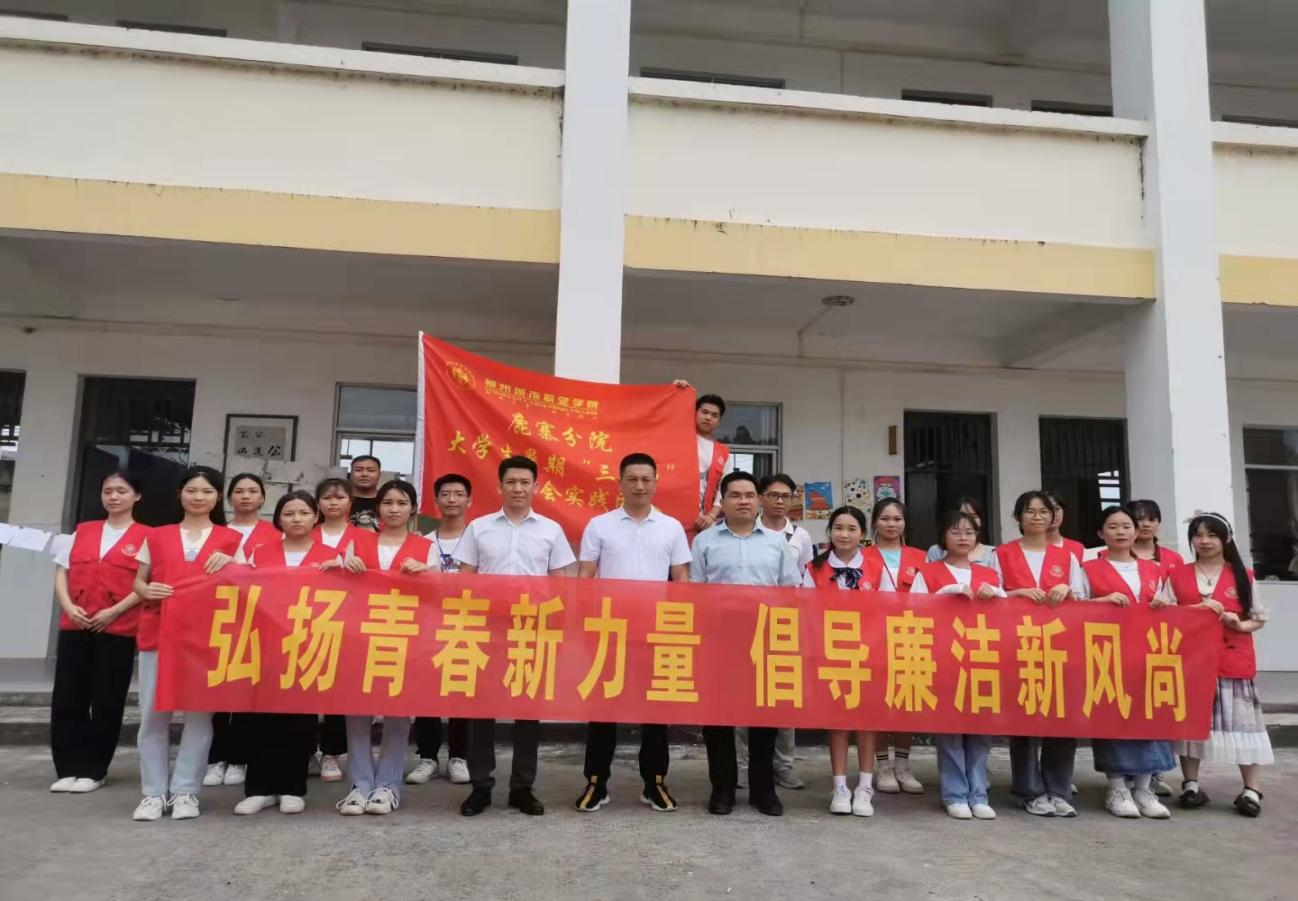 柳州城市职业学院
鹿寨分院
大学生暑期“三
会实践
弘扬青春新力量 倡导廉洁新风尚